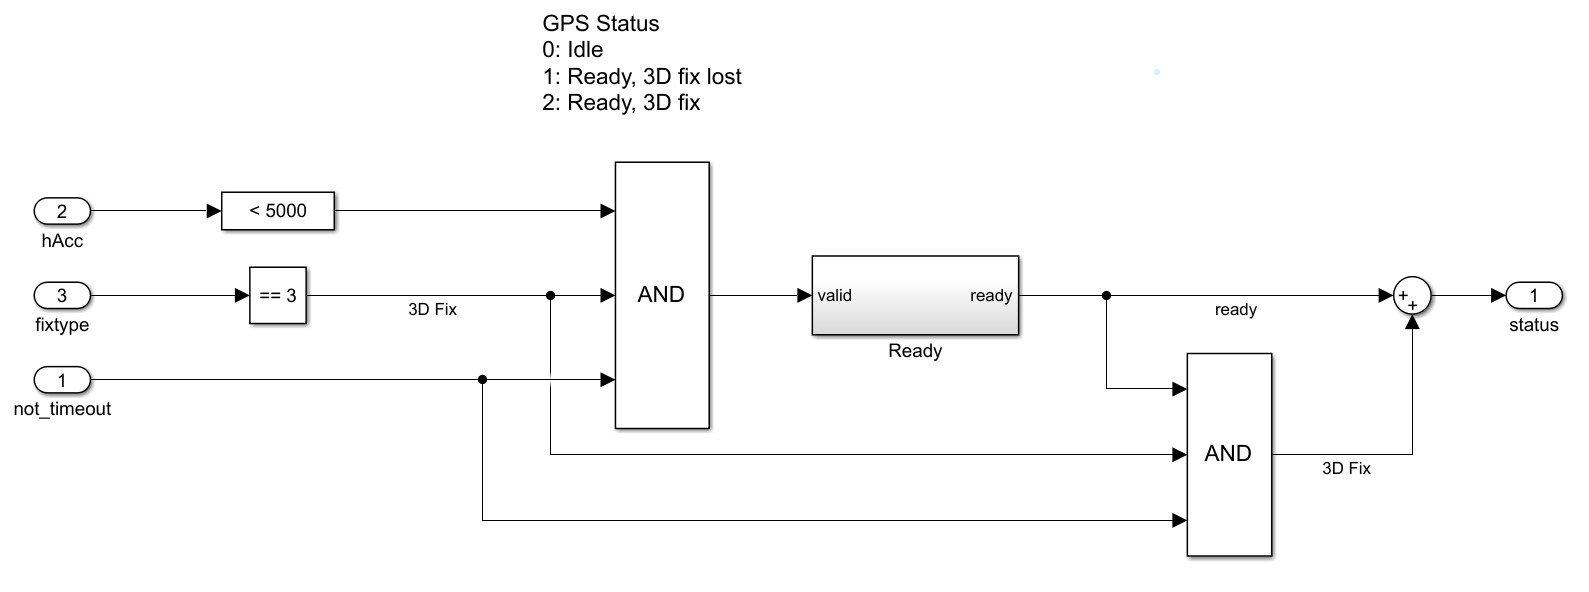 GPS Status
0: Idle
1: Ready, 3D fix lost
2: Ready, 3D fix
2
hAcc
< 5000
3
fixtype
== 3
3D Fix
1
not_timeout
AND
valid
ready
Ready
ready
AND
3D Fix
+
+
1
status